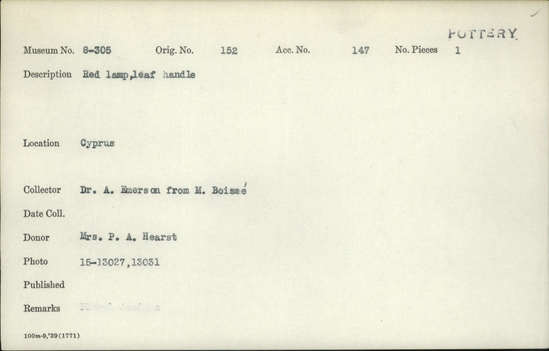 POTTERY
Museum No. 8-305 Orig. No. 152 Acc. No. 147 No. Pieces 1
Description Red lamp,leaf handle
Location Cyprus
Collector Dr. A. Emerson from M. Boissé
Date Coll.
Donor Mrs. P. A. Hearst
Photo 15-13027,13031
Published
Remarks
100m-9,'39(1771)